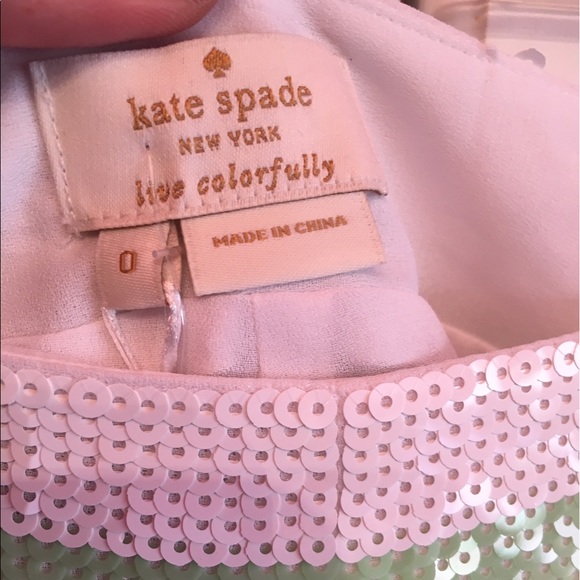 kate spade
NEW YORK
live colorfully
0
MADE IN CHINA